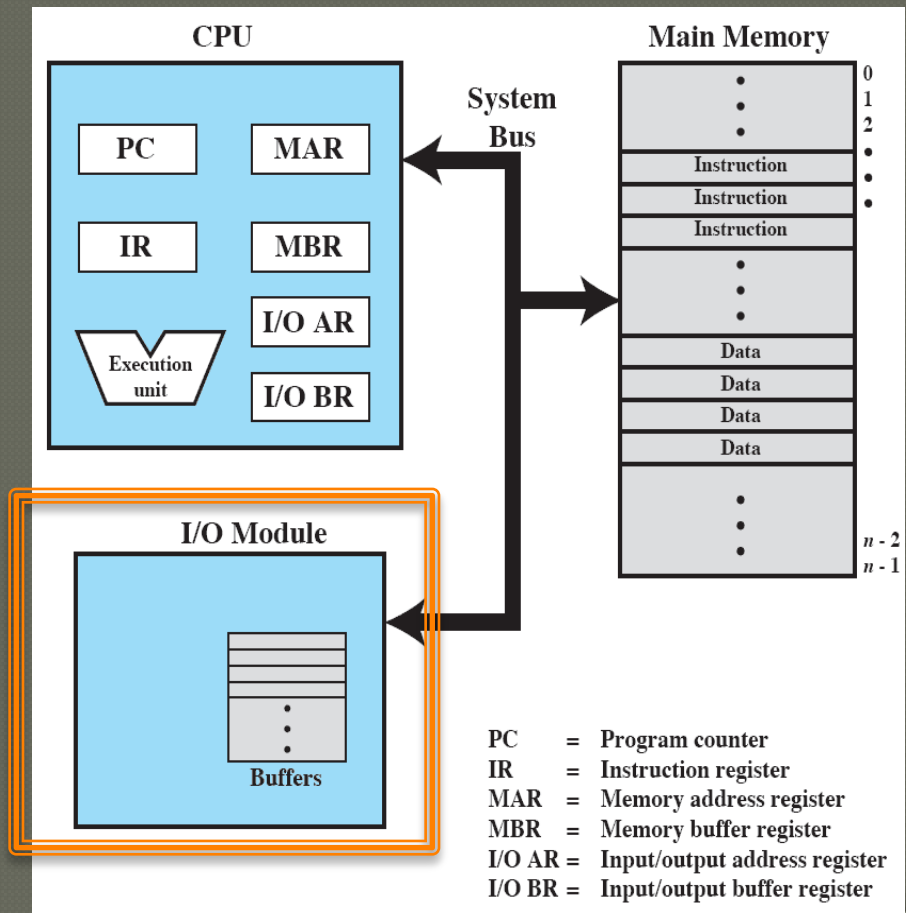 CPU
PC
MAR
IR
MBR
I/O AR
Execution
unit
I/O BR
System
Bus
Main Memory
0
1
2
Instruction
Instruction
Instruction
Data
Data
Data
Data
n - 2
n - 1
I/O Module
Buffers
PC = Program counter
IR = Instruction register
MAR = Memory address register
MBR = Memory buffer register
I/O AR = Input/output address register
I/O BR = Input/output buffer register